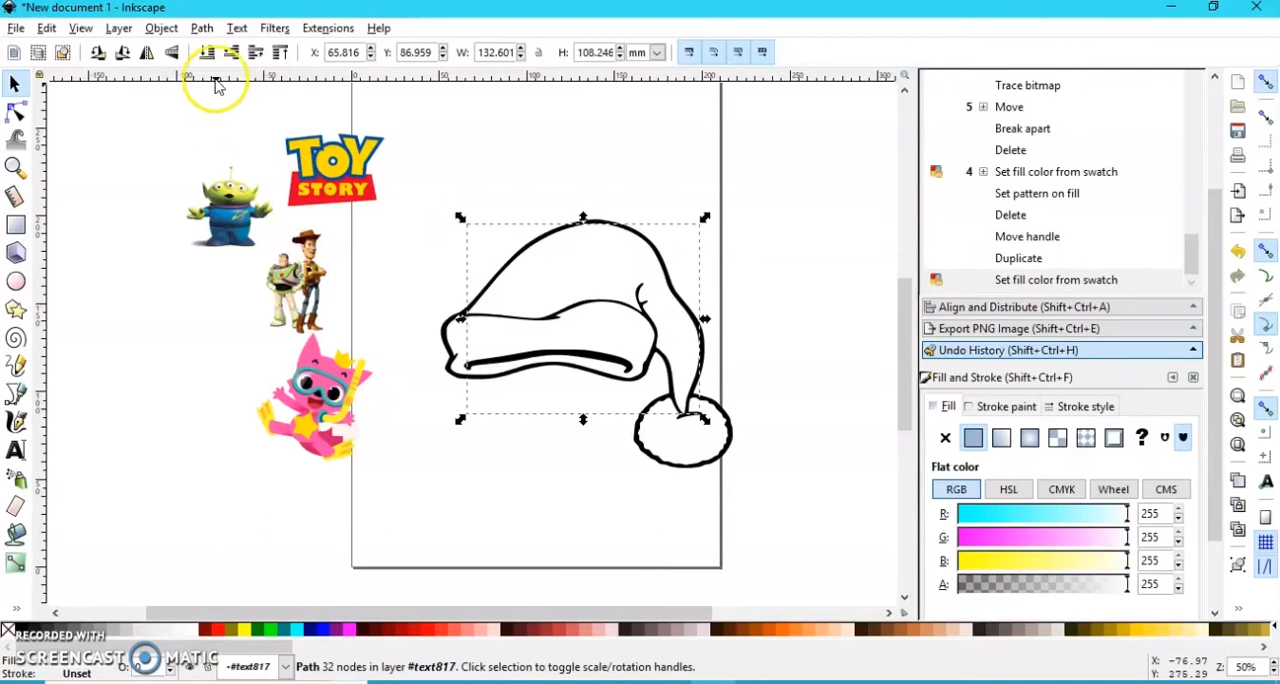 *New document 1 - Inkscape
File Edit View Layer Object Path Text Filters Extensions Help
X: 65.816 Y: 86.959 W: 132.601 H: 108.246 mm
Trace bitmap
5 Move
Break apart
Delete
4 Set fill color from swatch
Set pattern on fill
Delete
Move handle
Duplicate
Set fill color from swatch
Align and Distribute (Shift+Ctrl+A)
Export PNG Image (Shift+Ctrl+E)
Undo History (Shift+Ctrl+H)
Fill and Stroke (Shift+Ctrl+F)
Fill Stroke paint Stroke style
Flat color
RGB HSL CMYK Wheel CMS
R: 255
G: 255
B: 255
A: 255
TOY
STORY
RECORDED WITH
SCREENCAST MATIC
Stroke: Unset
O:
#text817
Path 32 nodes in layer #text817. Click selection to toggle scale/rotation handles.
X: -76.97
Y: 275.29
Z: 50%